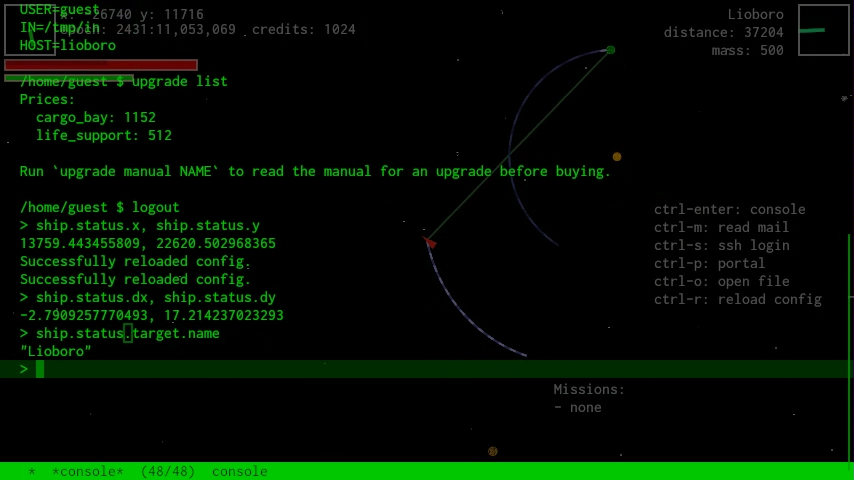 USER=guest
x: -26740 y: 11716
Lioboro
IN=/tmp/in
epoch: 2431:11,053,069  credits: 1024
distance: 37204
HOST=lioboro
mass: 500
/home/guest $ upgrade list
Prices:
  cargo_bay: 1152
  life_support: 512
Run `upgrade manual NAME` to read the manual for an upgrade before buying.
/home/guest $ logout
> ship.status.x, ship.status.y
13759.443455809, 22620.502968365
Successfully reloaded config.
Successfully reloaded config.
> ship.status.dx, ship.status.dy
-2.7909257770493, 17.214237023293
> ship.status.target.name
"Lioboro"
>
ctrl-enter: console
ctrl-m: read mail
ctrl-s: ssh login
ctrl-p: portal
ctrl-o: open file
ctrl-r: reload config
Missions:
- none
*  *console*  (48/48)  console